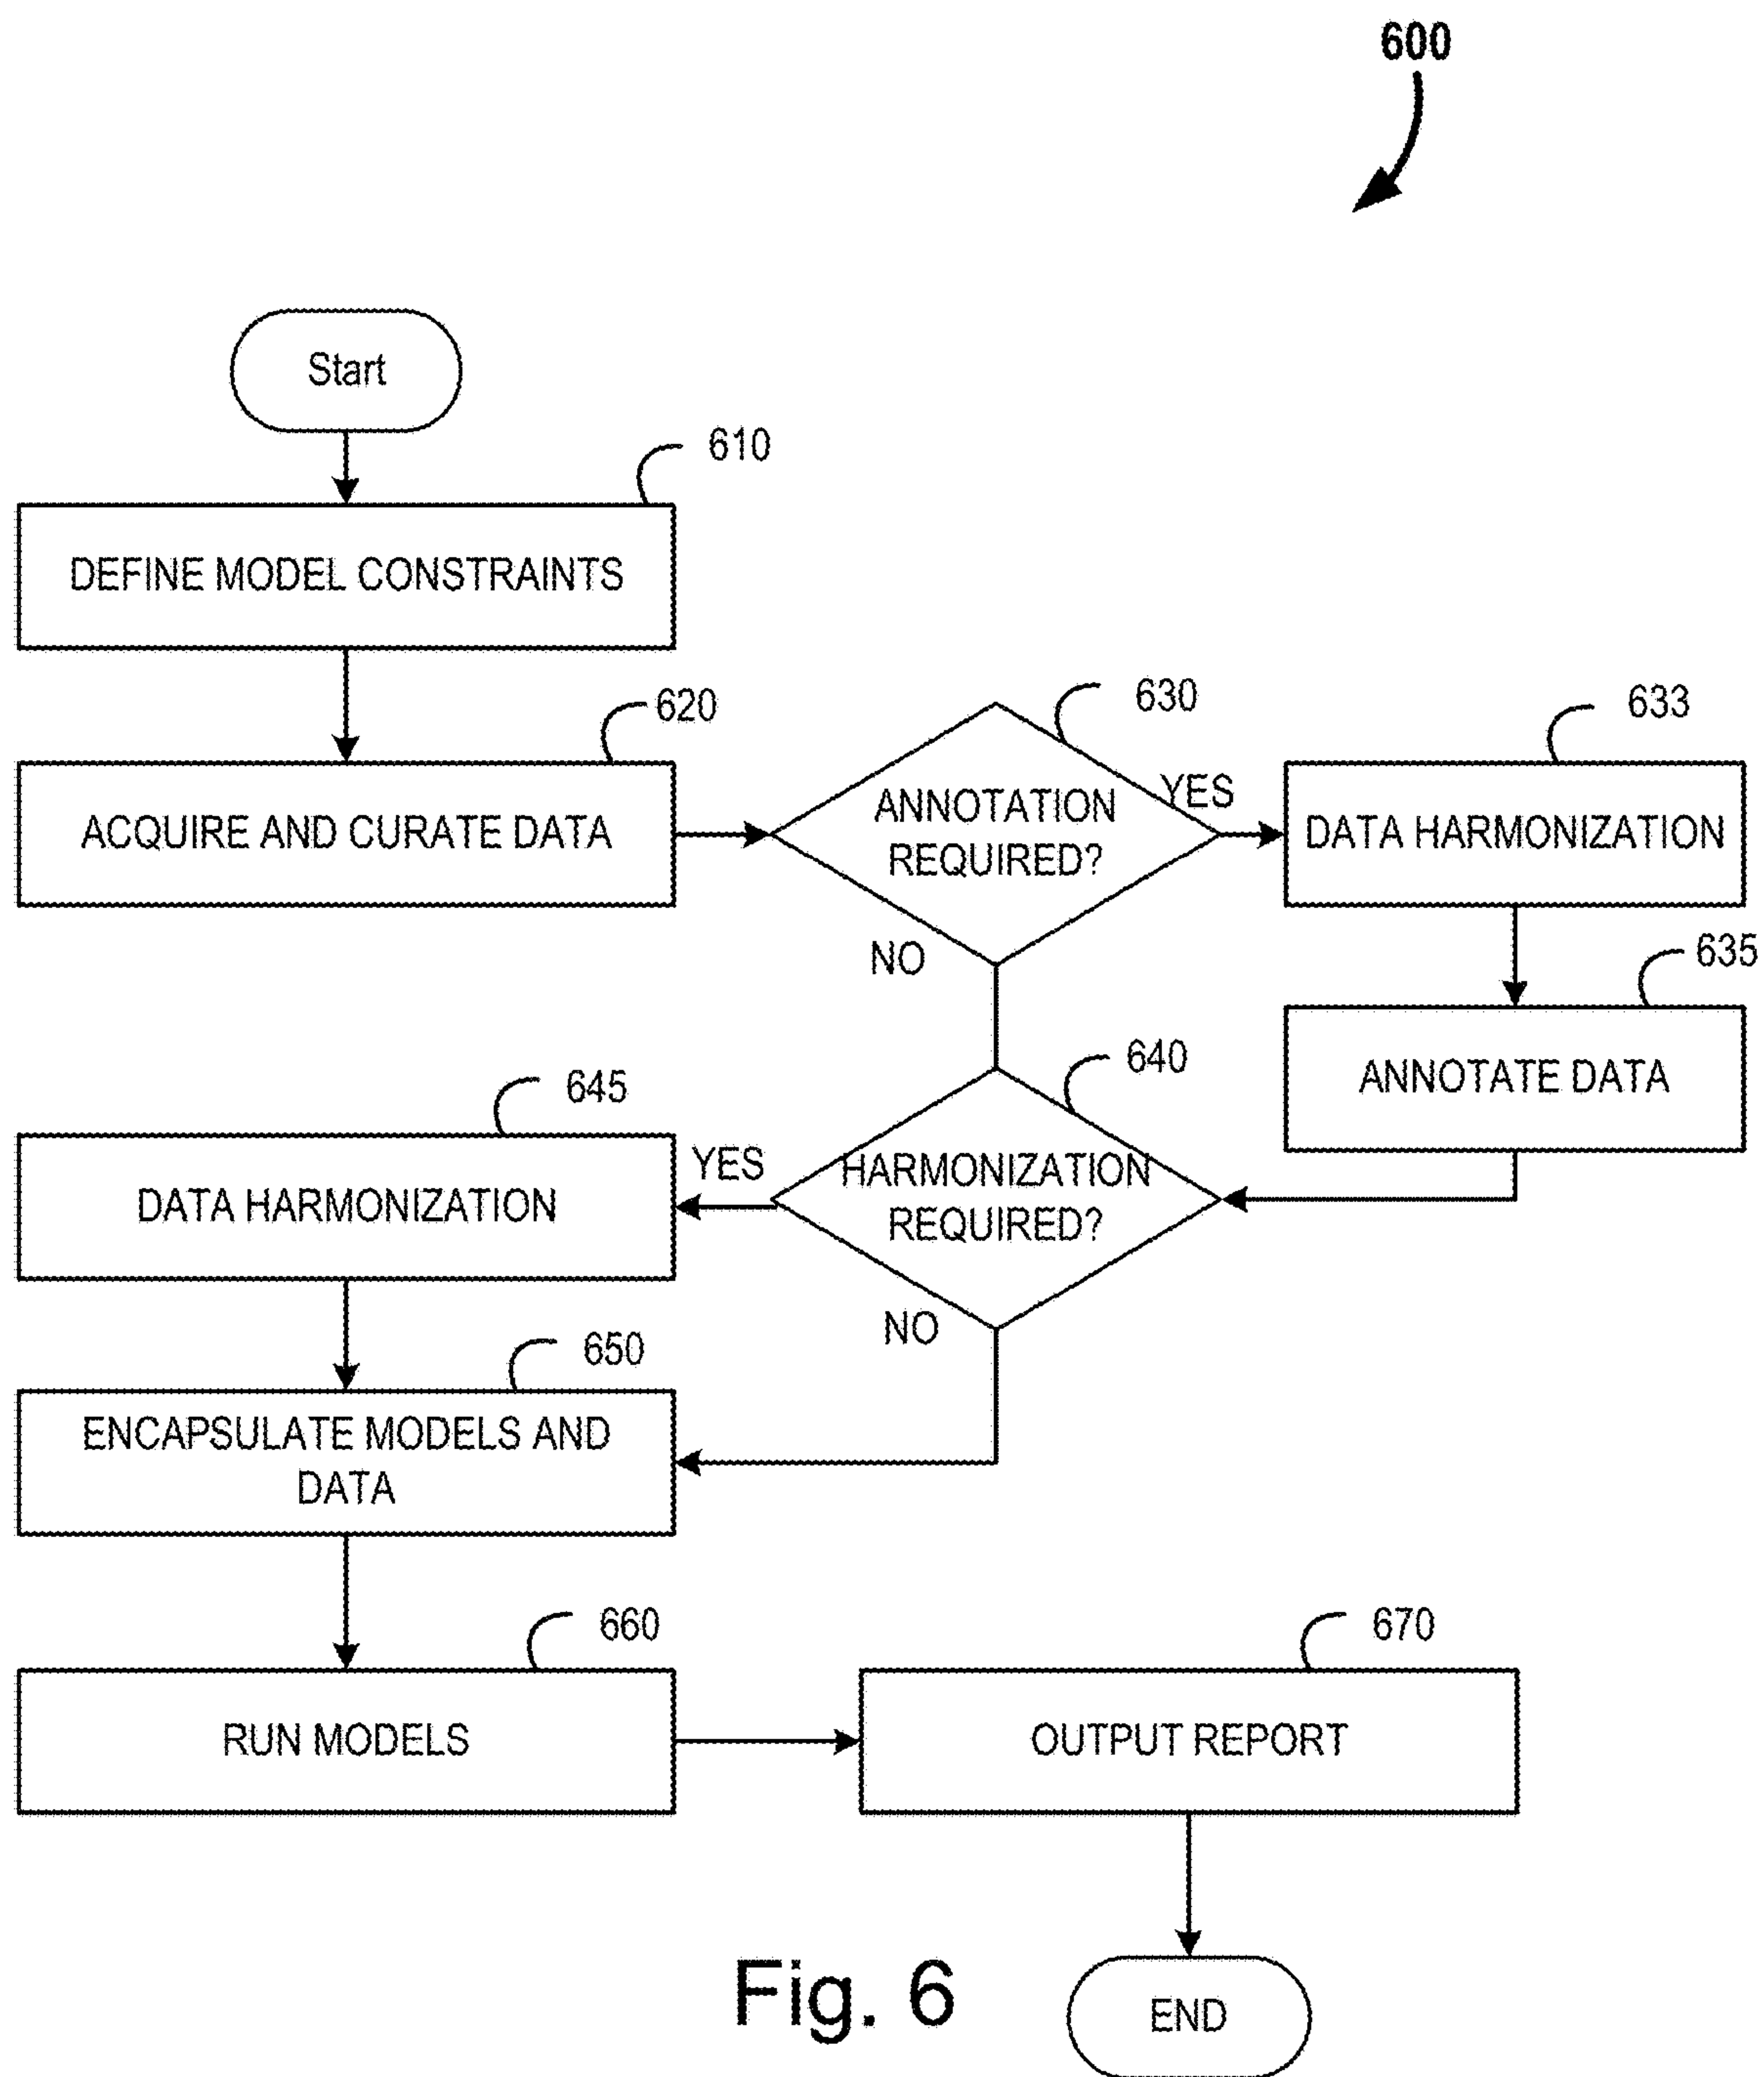 600
Start
610
DEFINE MODEL CONSTRAINTS
620
630
633
ACQUIRE AND CURATE DATA
ANNOTATION
REQUIRED?
YES
DATA HARMONIZATION
NO
635
ANNOTATE DATA
640
645
YES
HARMONIZATION
REQUIRED?
DATA HARMONIZATION
NO
650
ENCAPSULATE MODELS AND
DATA
660
670
RUN MODELS
OUTPUT REPORT
Fig. 6
END